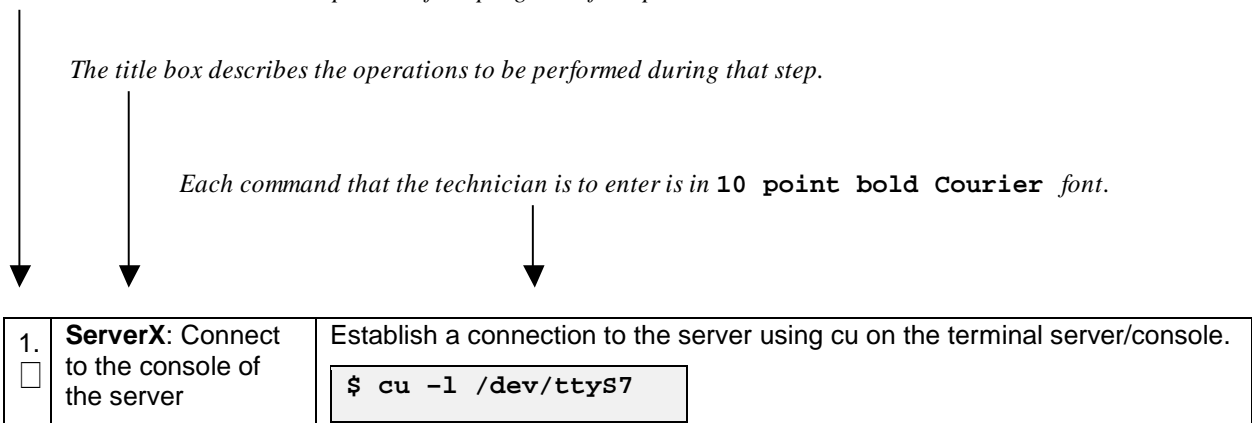 The title box describes the operations to be performed during that step.
Each command that the technician is to enter is in 10 point bold Courier font.
1. ServerX: Connect
to the console of
the server
Establish a connection to the server using cu on the terminal server/console.
$ cu –l /dev/ttyS7